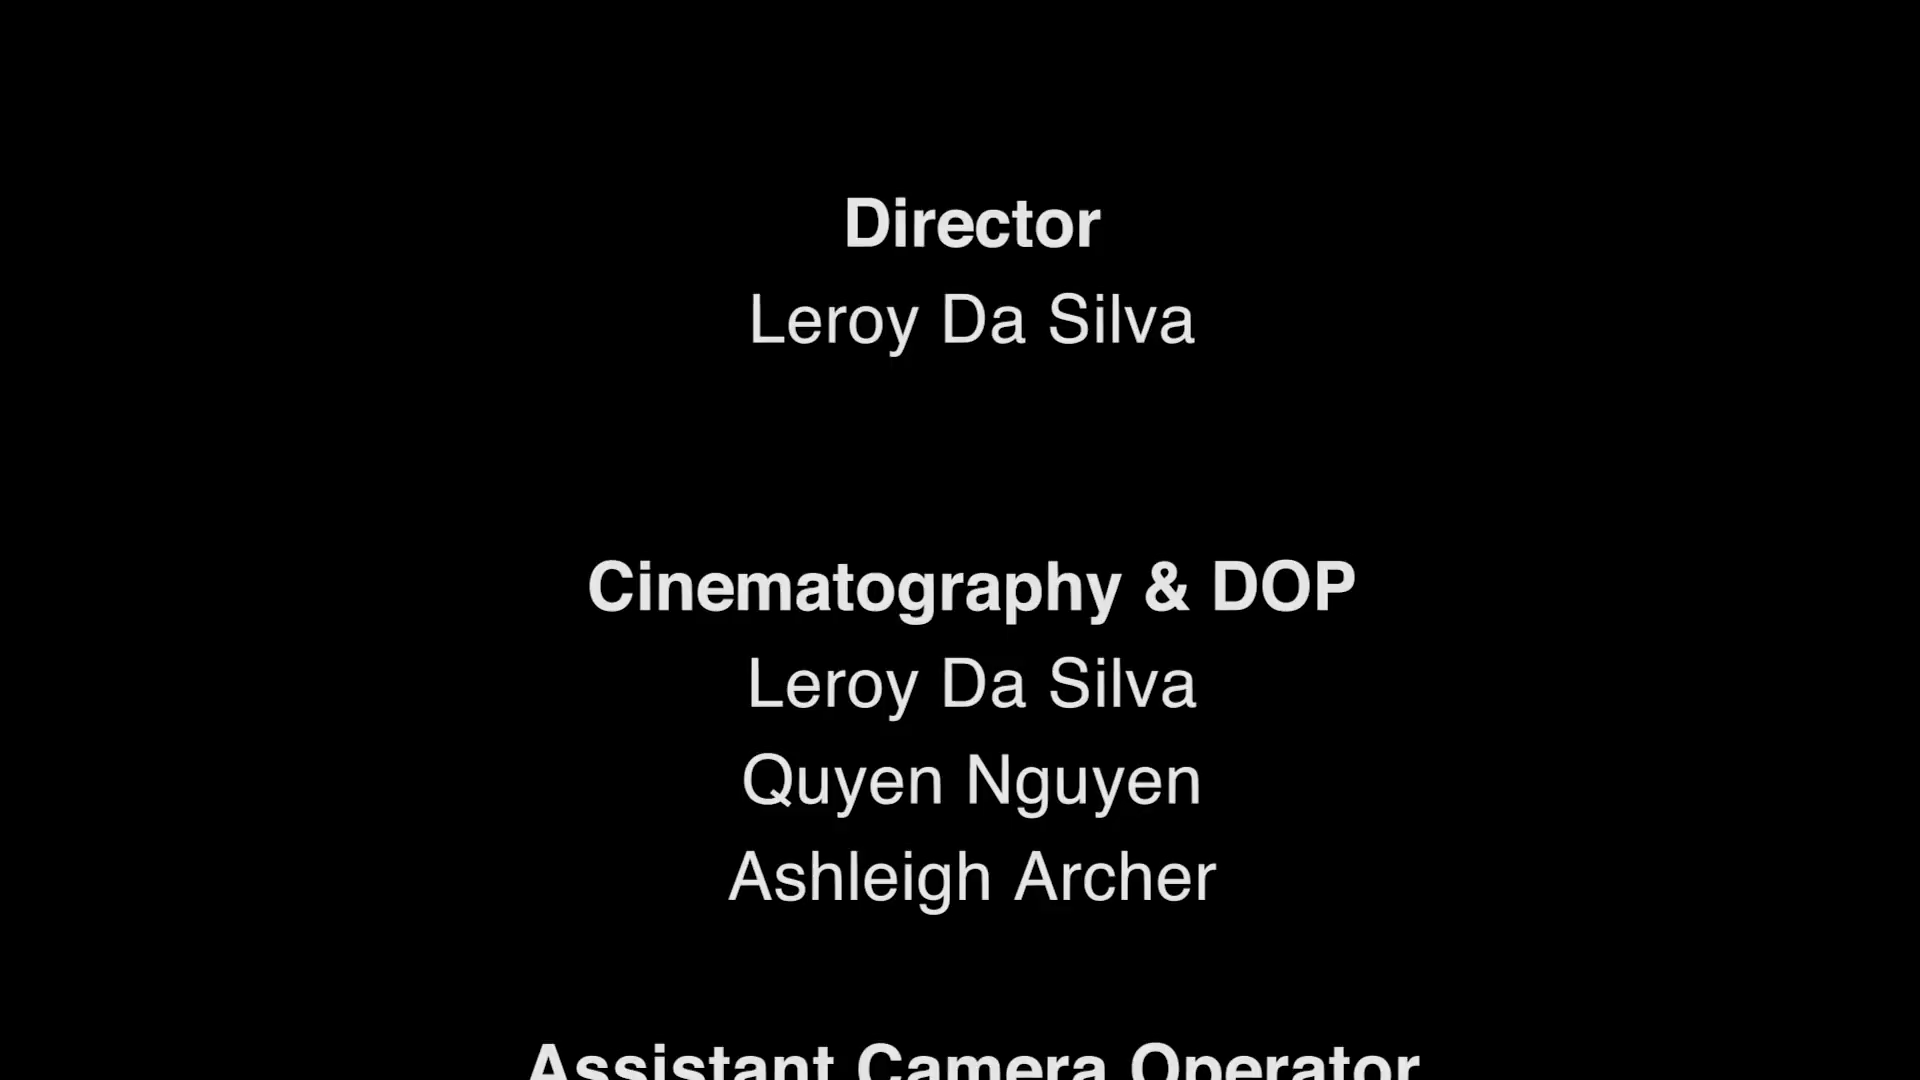 Director
Leroy Da Silva
Cinematography & DOP
Leroy Da Silva
Quyen Nguyen
Ashleigh Archer
Assistant Camera Operator